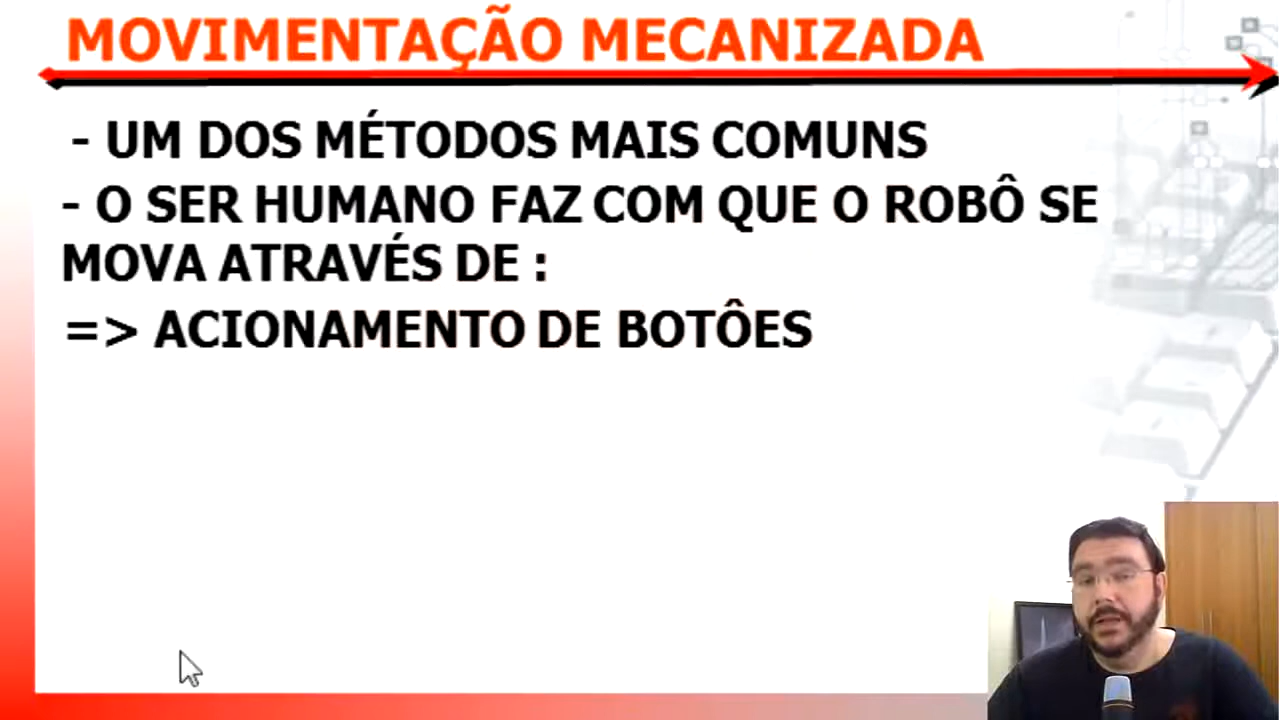 MOVIMENTAÇÃO MECANIZADA
- UM DOS MÉTODOS MAIS COMUNS
- O SER HUMANO FAZ COM QUE O ROBÔ SE
MOVA ATRAVÉS DE :
=> ACIONAMENTO DE BOTÔES